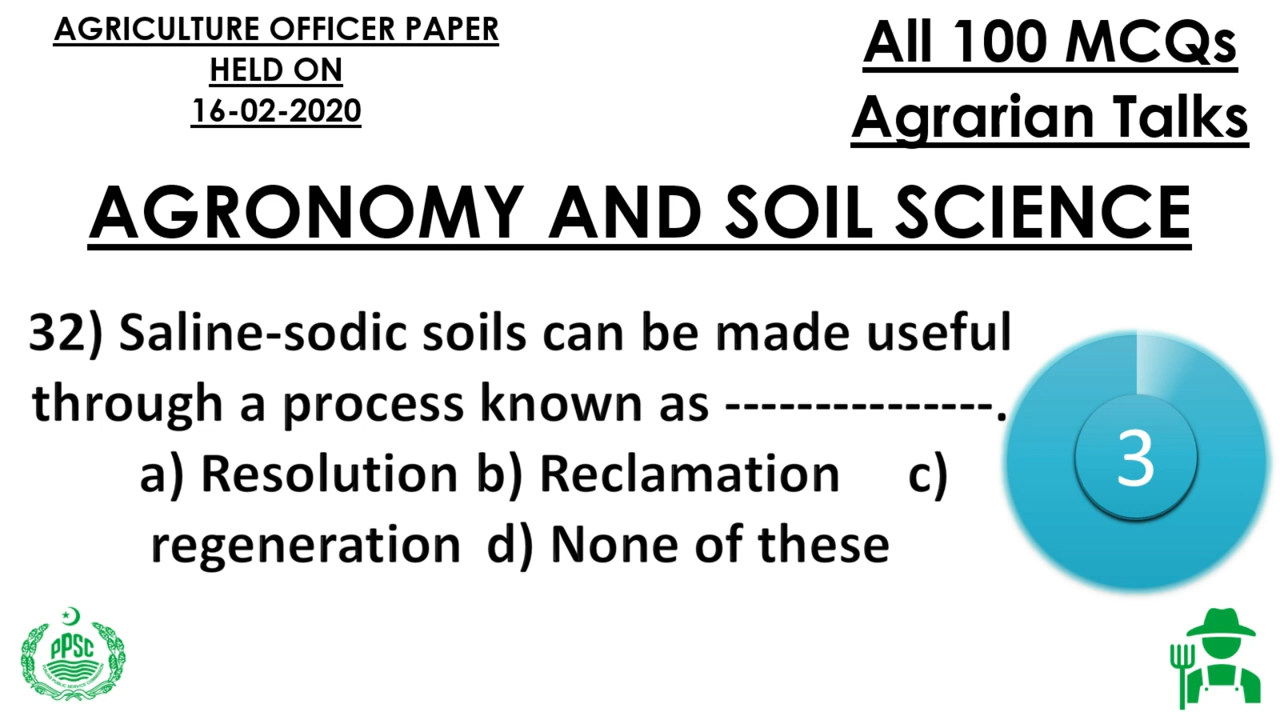 AGRICULTURE OFFICER PAPER
HELD ON
16-02-2020
All 100 MCQs
Agrarian Talks
AGRONOMY AND SOIL SCIENCE
32) Saline-sodic soils can be made useful
through a process known as ---------------.
a) Resolution b) Reclamation c)
regeneration d) None of these
3
PPSC